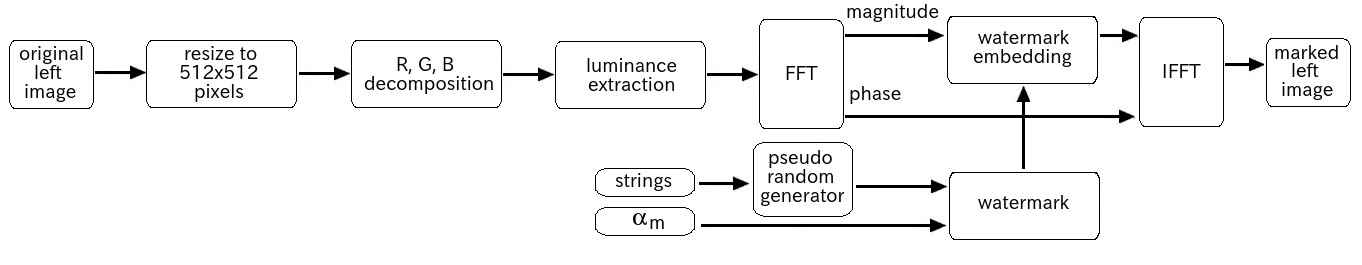 original
left
image
resize to
512x512
pixels
R, G, B
decomposition
luminance
extraction
FFT
magnitude
phase
watermark
embedding
IFFT
marked
left
image
strings
pseudo
random
generator
αm
watermark